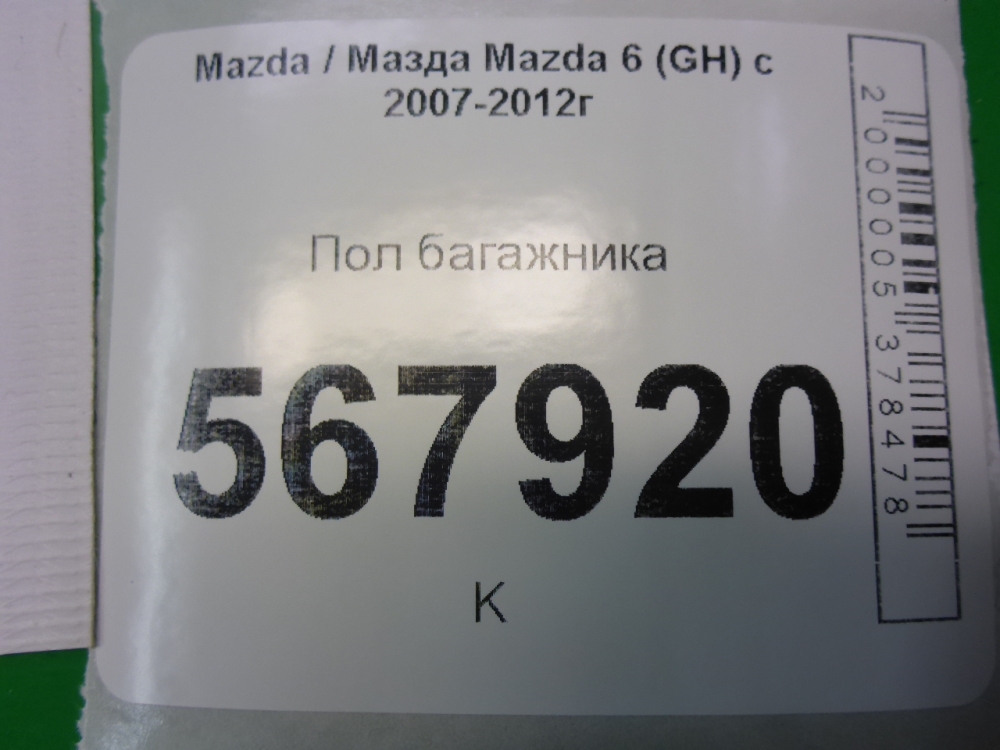 Mazda / Мазда Mazda 6 (GH) с
2007-2012г
Пол багажника
567920
К
2000005378478